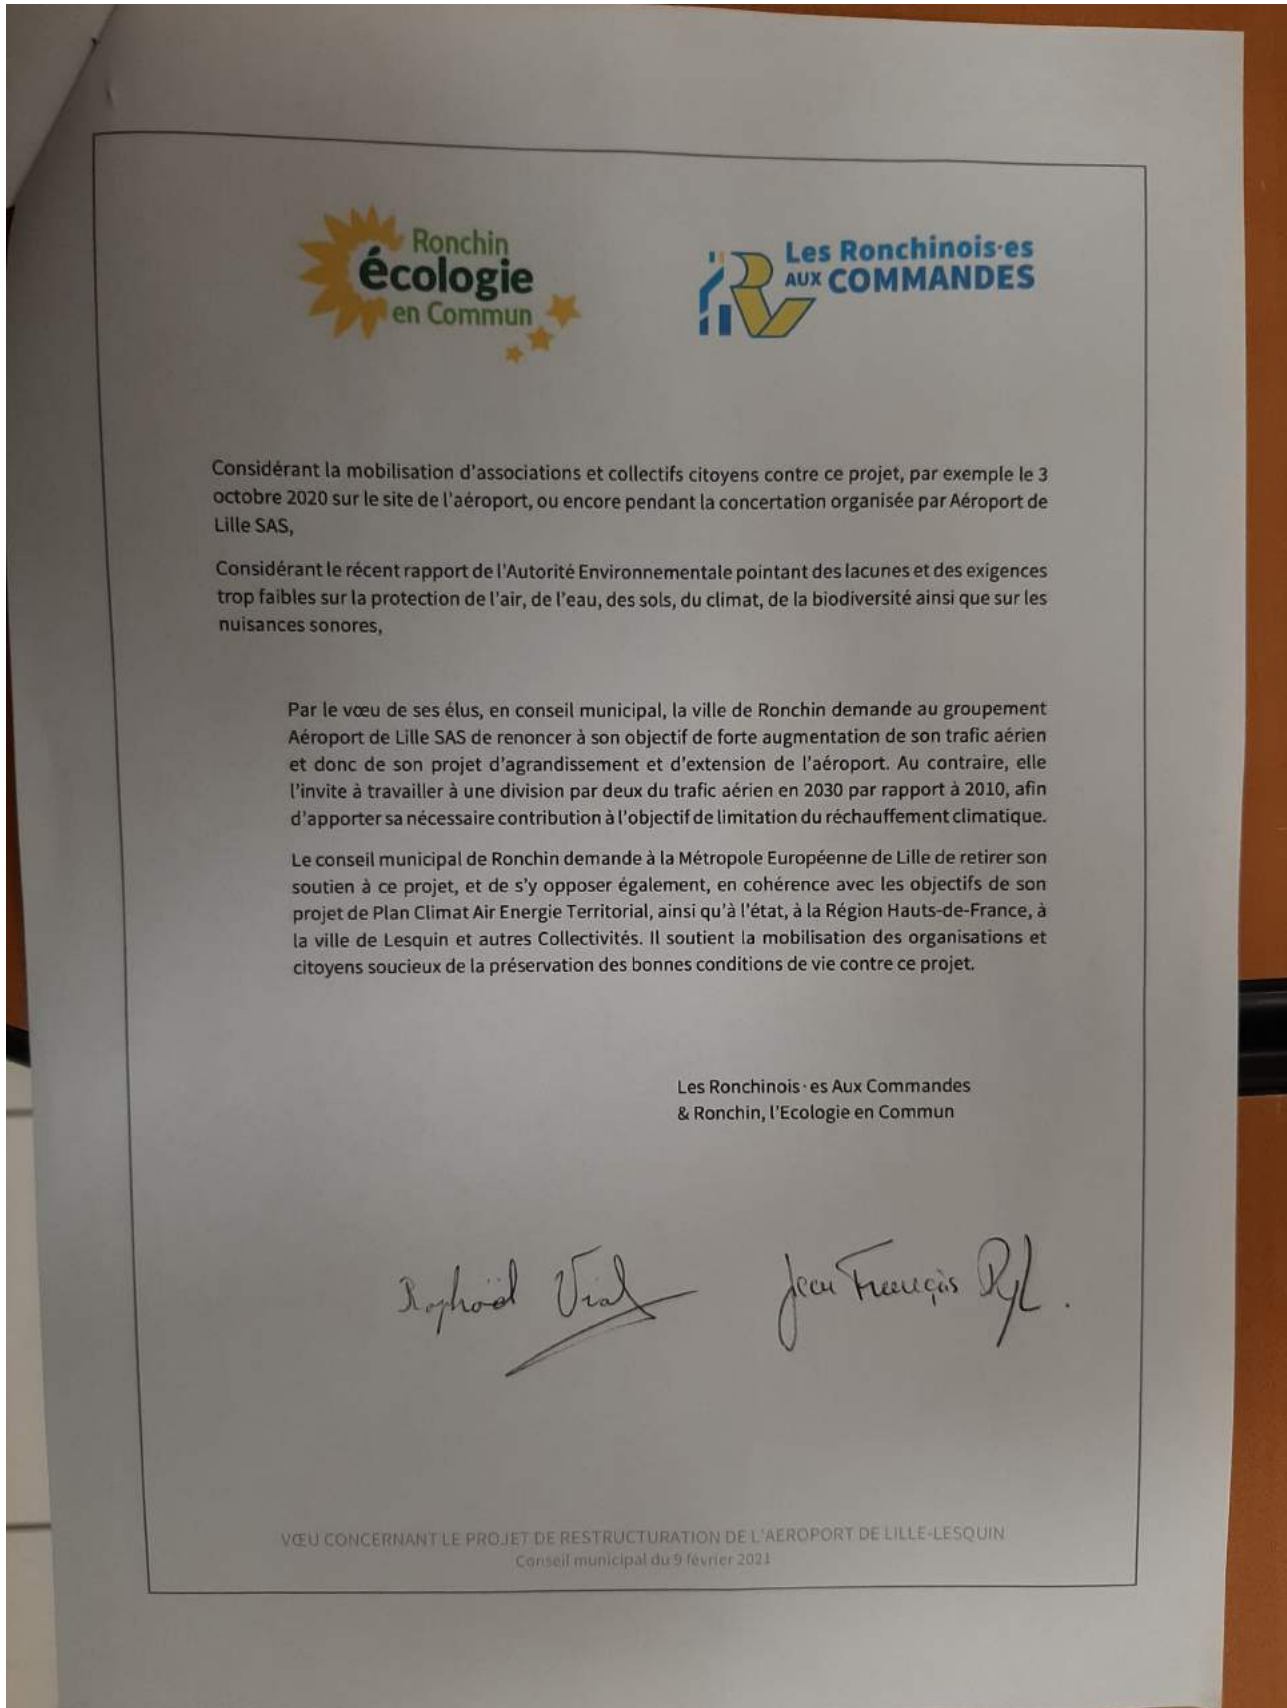 Ronchin
écologie
en Commun
Les Ronchinois·es
AUX COMMANDES
Considérant la mobilisation d'associations et collectifs citoyens contre ce projet, par exemple le 3
octobre 2020 sur le site de l'aéroport, ou encore pendant la concertation organisée par Aéroport de
Lille SAS,
Considérant le récent rapport de l'Autorité Environnementale pointant des lacunes et des exigences
trop faibles sur la protection de l'air, de l'eau, des sols, du climat, de la biodiversité ainsi que sur les
nuisances sonores,
Par le vœu de ses élus, en conseil municipal, la ville de Ronchin demande au groupement
Aéroport de Lille SAS de renoncer à son objectif de forte augmentation de son trafic aérien
et donc de son projet d'agrandissement et d'extension de l'aéroport. Au contraire, elle
l'invite à travailler à une division par deux du trafic aérien en 2030 par rapport à 2010, afin
d'apporter sa nécessaire contribution à l'objectif de limitation du réchauffement climatique.
Le conseil municipal de Ronchin demande à la Métropole Européenne de Lille de retirer son
soutien à ce projet, et de s'y opposer également, en cohérence avec les objectifs de son
projet de Plan Climat Air Energie Territorial, ainsi qu'à l'état, à la Région Hauts-de-France, à
la ville de Lesquin et autres Collectivités. Il soutient la mobilisation des organisations et
citoyens soucieux de la préservation des bonnes conditions de vie contre ce projet.
Les Ronchinois·es Aux Commandes
& Ronchin, l'Ecologie en Commun
Raphaël Vial
Jean François
VŒU CONCERNANT LE PROJET DE RESTRUCTURATION DE L'AEROPORT DE LILLE-LESQUIN
Conseil municipal du 9 février 2021